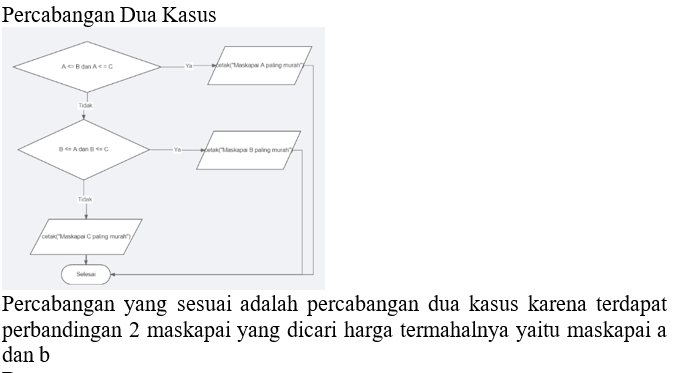 Percabangan Dua Kasus
A <= B dan A <= C
Ya
cetak("Maskapai A paling murah")
Tidak
B <= A dan B <= C
Ya
cetak("Maskapai B paling murah")
Tidak
cetak("Maskapai C paling murah")
Selesai
Percabangan yang sesuai adalah percabangan dua kasus karena terdapat
perbandingan 2 maskapai yang dicari harga termahalnya yaitu maskapai a
dan b